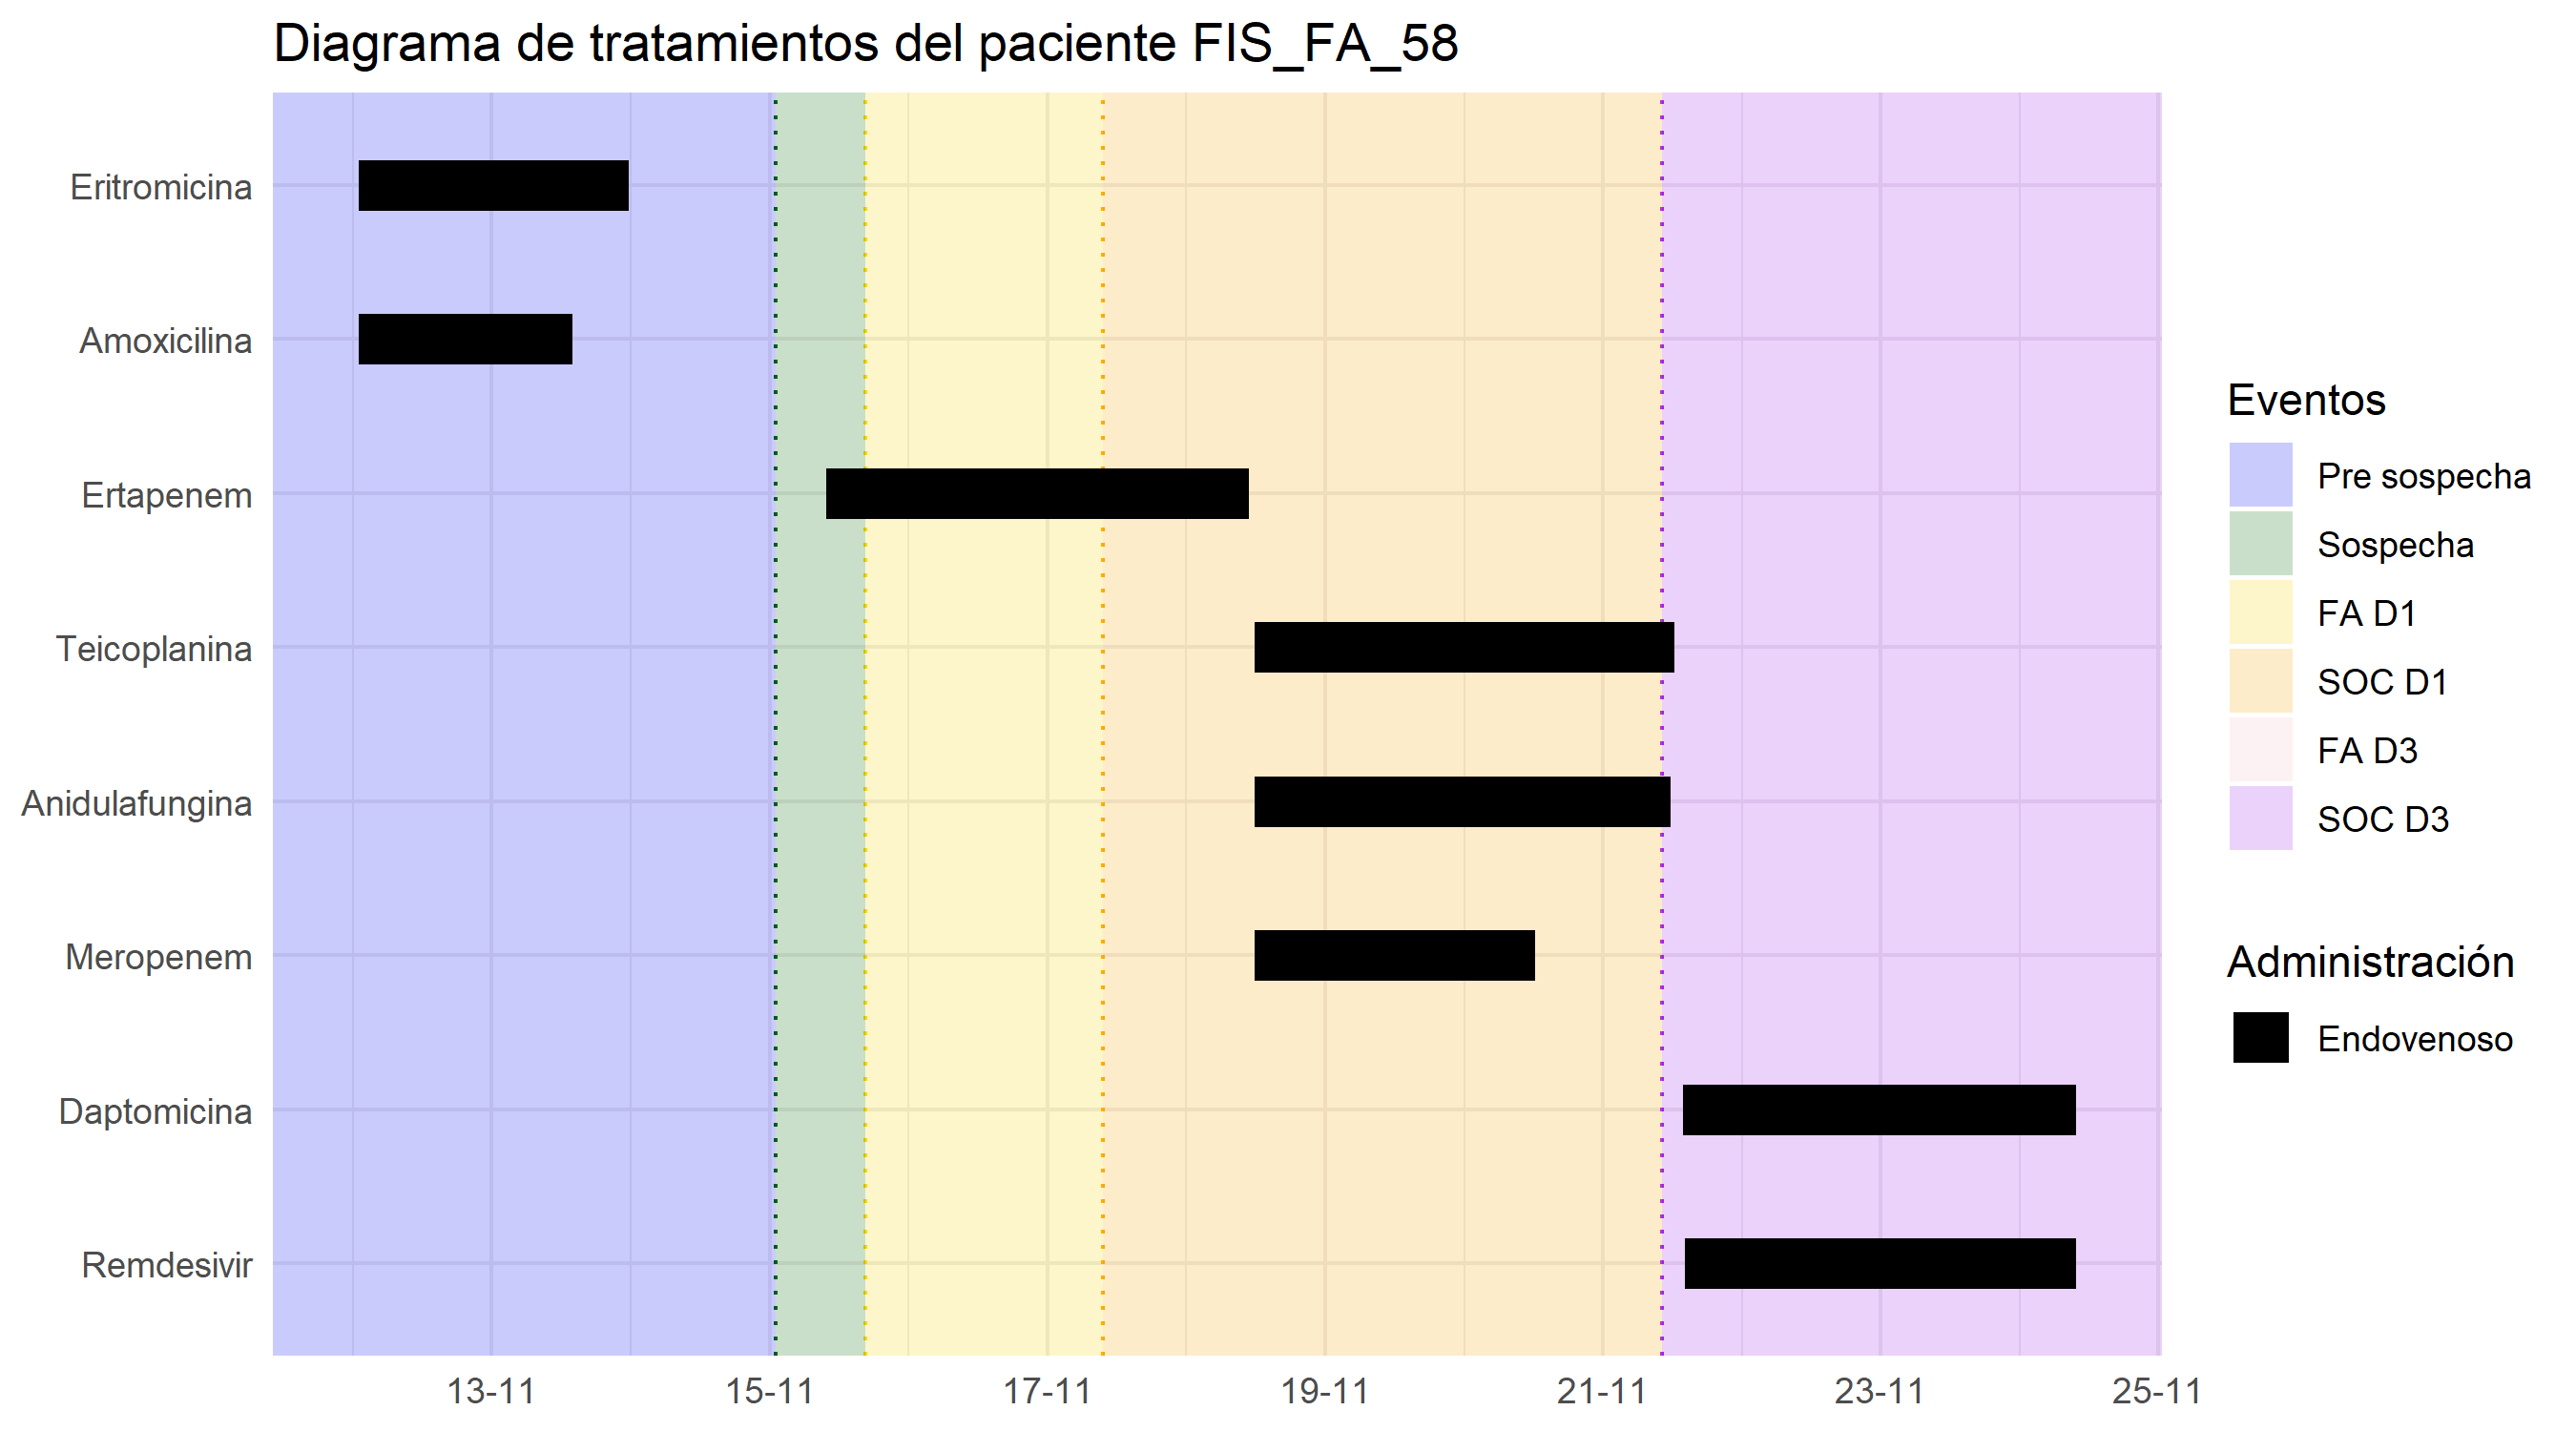 Diagrama de tratamientos del paciente FIS_FA_58
Eritromicina
Amoxicilina
Ertapenem
Teicoplanina
Anidulafungina
Meropenem
Daptomicina
Remdesivir
13-11
15-11
17-11
19-11
21-11
23-11
25-11
Eventos
Pre sospecha
Sospecha
FA D1
SOC D1
FA D3
SOC D3
Administración
Endovenoso